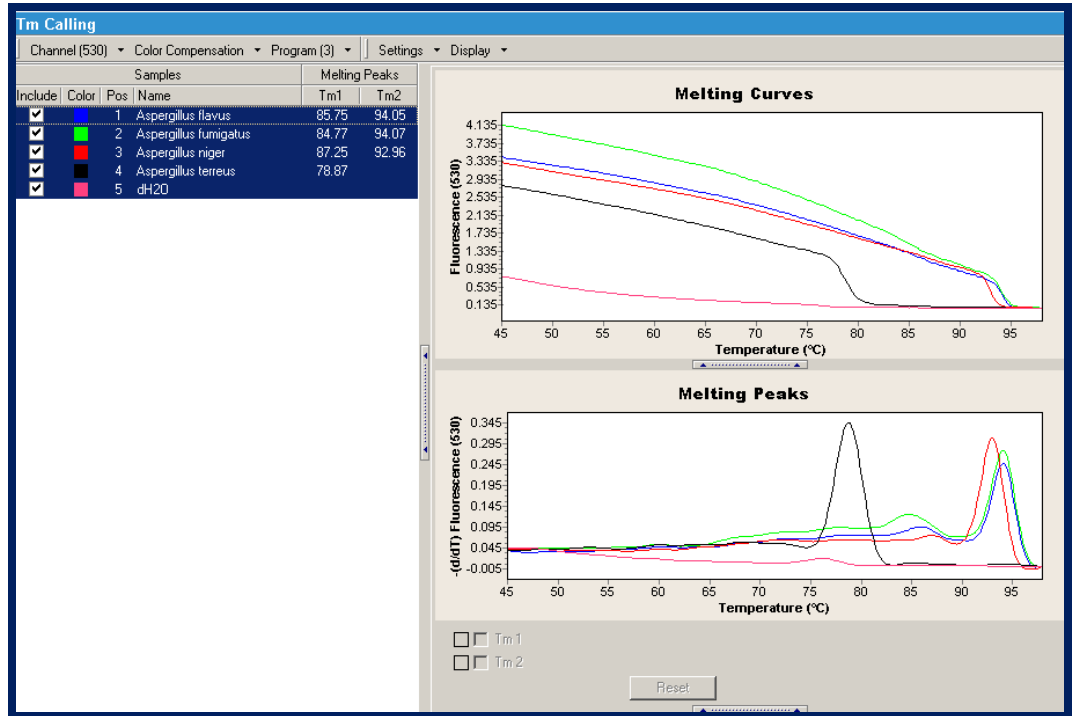 Tm Calling
Channel (530) Color Compensation Program (3) Settings Display
Samples Melting Peaks
Include Color Pos Name Tm1 Tm2
1 Aspergillus flavus 85.75 94.05
2 Aspergillus fumigatus 84.77 94.07
3 Aspergillus niger 87.25 92.96
4 Aspergillus terreus 78.87
5 dH2O
Melting Curves
Fluorescence (530)
4.135
3.735
3.335
2.935
2.535
2.135
1.735
1.335
0.935
0.535
0.135
45 50 55 60 65 70 75 80 85 90 95
Temperature (°C)
Melting Peaks
-(d/dT) Fluorescence (530)
0.345
0.295
0.245
0.195
0.145
0.095
0.045
-0.005
45 50 55 60 65 70 75 80 85 90 95
Temperature (°C)
Tm 1
Tm 2
Reset